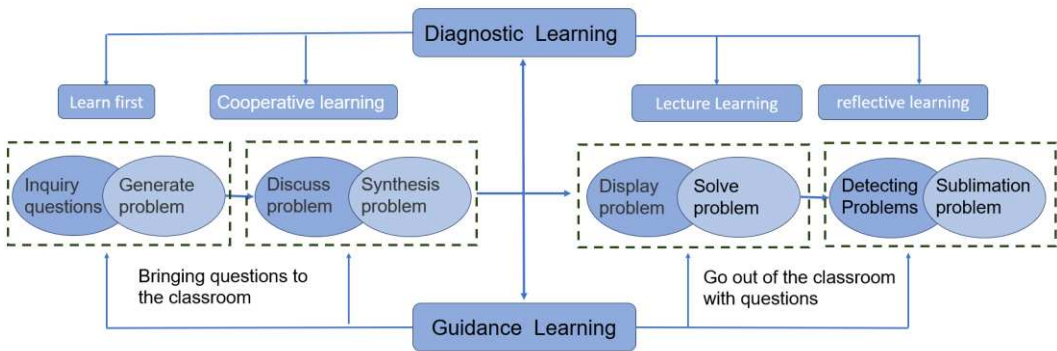 Diagnostic Learning
Learn first
Cooperative learning
Lecture Learning
reflective learning
Inquiry
questions
Generate
problem
Discuss
problem
Synthesis
problem
Display
problem
Solve
problem
Detecting
Problems
Sublimation
problem
Bringing questions to
the classroom
Go out of the classroom
with questions
Guidance Learning